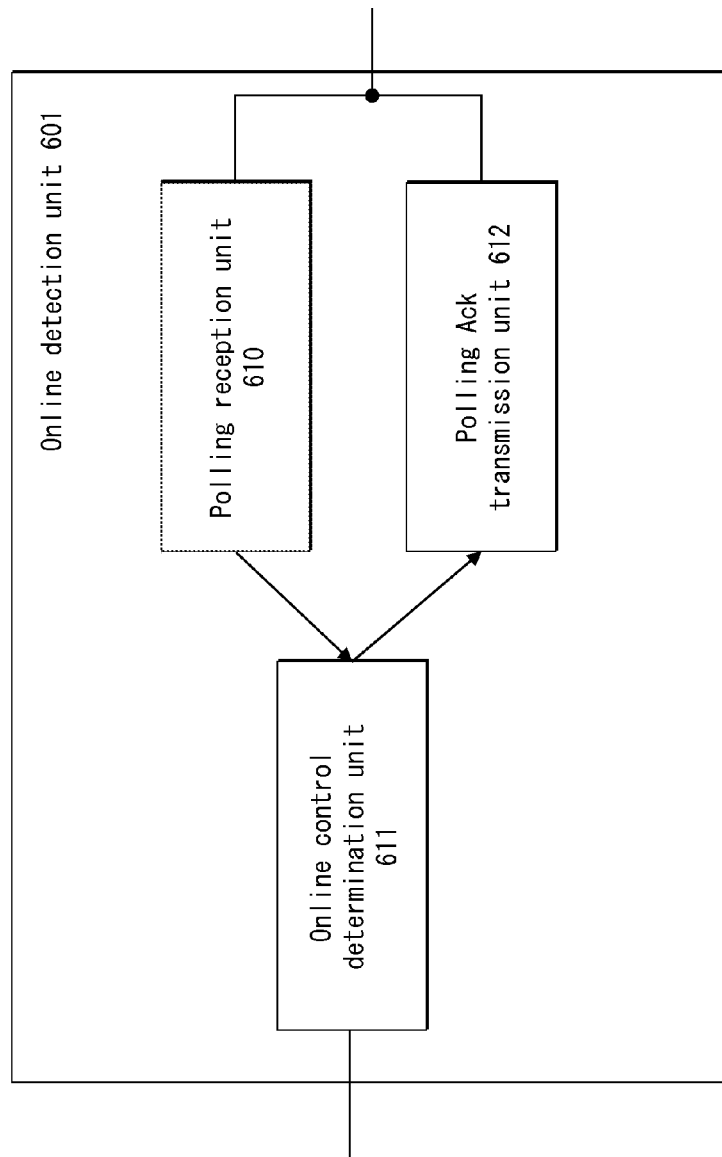 Online detection unit 601
Polling reception unit
610
Polling Ack
transmission unit 612
Online control
determination unit
611